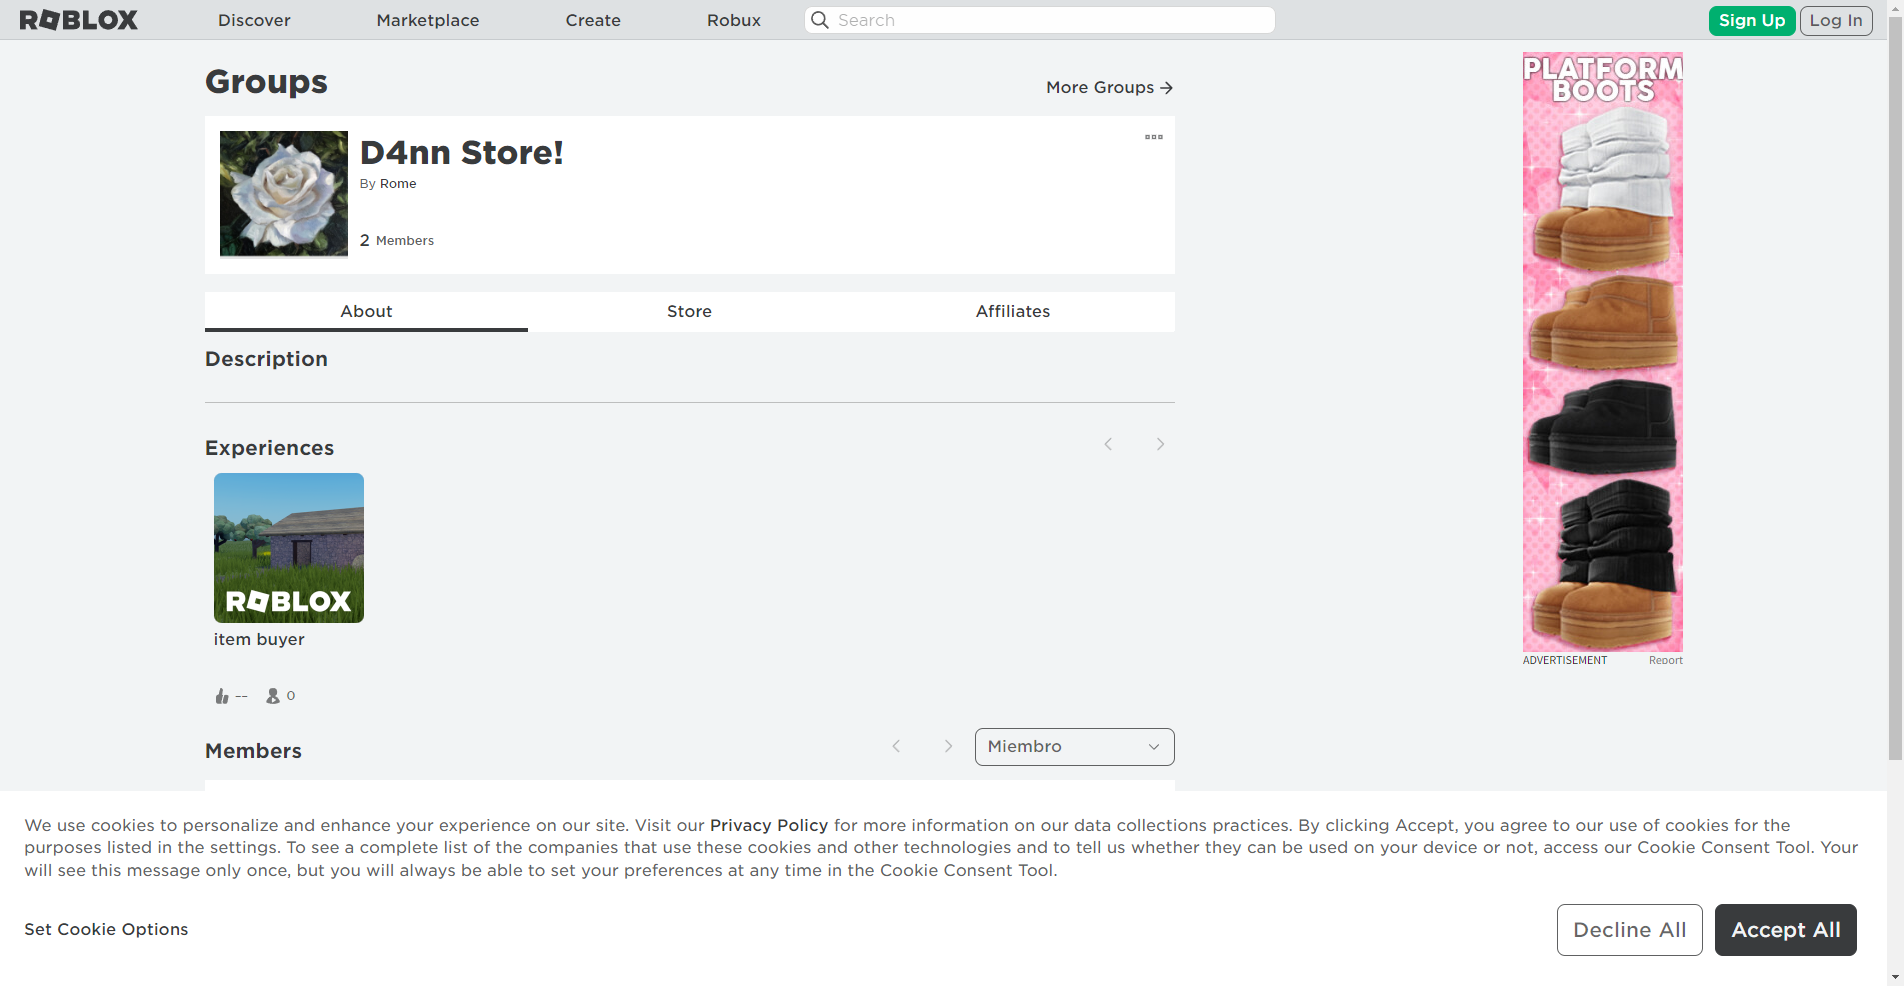 ROBLOX
Discover
Marketplace
Create
Robux
Search
Sign Up
Log In
Groups
More Groups
D4nn Store!
By Rome
2 Members
About
Store
Affiliates
Description
Experiences
ROBLOX
item buyer
--
0
Members
Miembro
PLATFORM
BOOTS
ADVERTISEMENT
Report
We use cookies to personalize and enhance your experience on our site. Visit our Privacy Policy for more information on our data collections practices. By clicking Accept, you agree to our use of cookies for the
purposes listed in the settings. To see a complete list of the companies that use these cookies and other technologies and to tell us whether they can be used on your device or not, access our Cookie Consent Tool. Your
will see this message only once, but you will always be able to set your preferences at any time in the Cookie Consent Tool.
Set Cookie Options
Decline All
Accept All